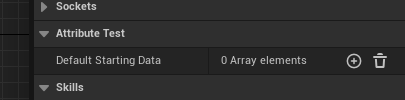 Sockets
Attribute Test
Default Starting Data 0 Array elements
Skills